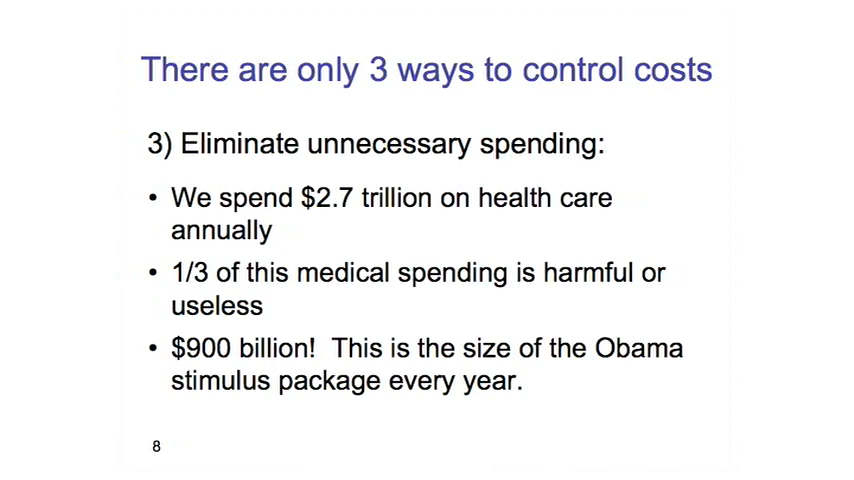 There are only 3 ways to control costs
3) Eliminate unnecessary spending:
• We spend $2.7 trillion on health care
annually
• 1/3 of this medical spending is harmful or
useless
• $900 billion!  This is the size of the Obama
stimulus package every year.
8